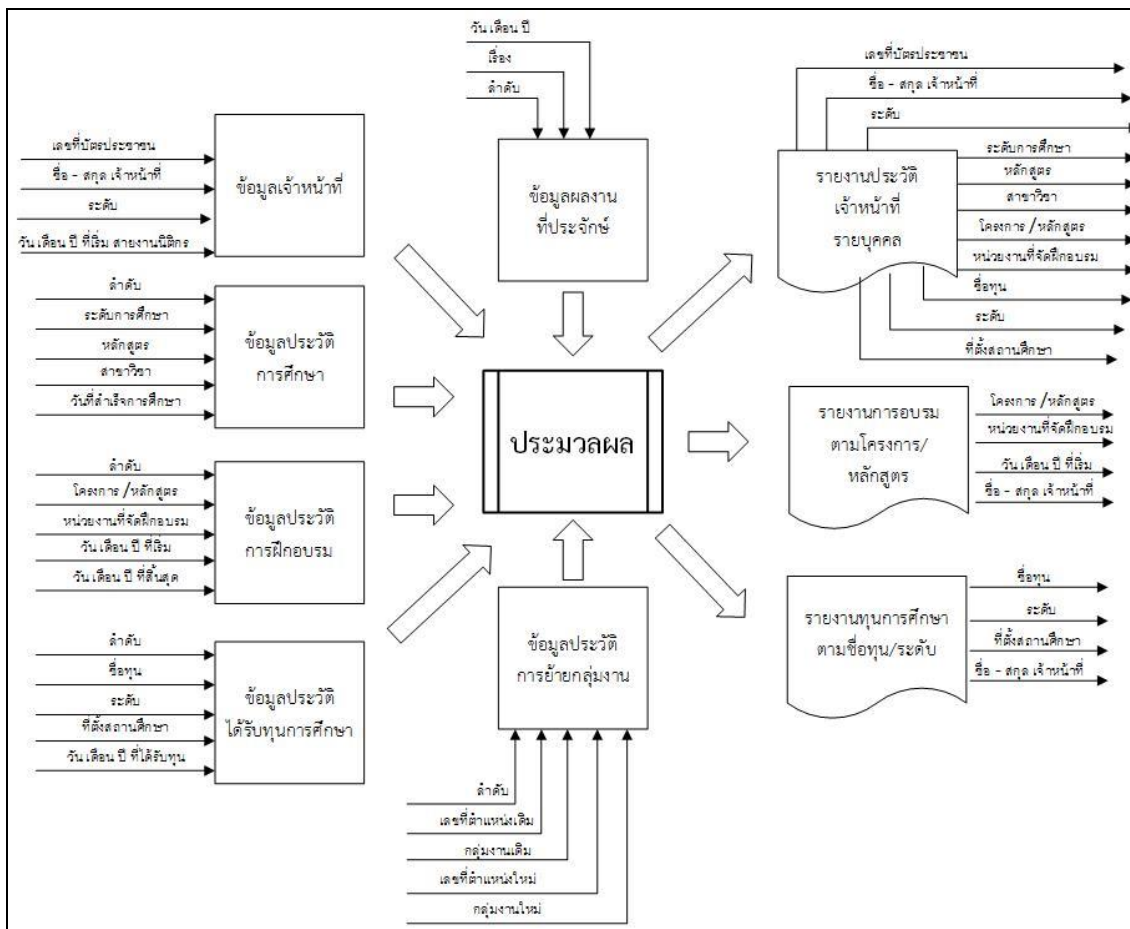 วัน เดือน ปี
เรื่อง
ลำดับ
ข้อมูลผลงาน
ที่ประจักษ์
เลขที่บัตรประชาชน
ชื่อ - สกุล เจ้าหน้าที่
ระดับ
วัน เดือน ปี ที่เริ่ม สายงานนิติกร
ข้อมูลเจ้าหน้าที่
ลำดับ
ระดับการศึกษา
หลักสูตร
สาขาวิชา
วันที่สำเร็จการศึกษา
ข้อมูลประวัติ
การศึกษา
ลำดับ
โครงการ /หลักสูตร
หน่วยงานที่จัดฝึกอบรม
วัน เดือน ปี ที่เริ่ม
วัน เดือน ปี ที่สิ้นสุด
ข้อมูลประวัติ
การฝึกอบรม
ลำดับ
ชื่อทุน
ระดับ
ที่ตั้งสถานศึกษา
วัน เดือน ปี ที่ได้รับทุน
ข้อมูลประวัติ
ได้รับทุนการศึกษา
ประมวลผล
ข้อมูลประวัติ
การย้ายกลุ่มงาน
ลำดับ
เลขที่ตำแหน่งเดิม
กลุ่มงานเดิม
เลขที่ตำแหน่งใหม่
กลุ่มงานใหม่
เลขที่บัตรประชาชน
ชื่อ - สกุล เจ้าหน้าที่
ระดับ
รายงานประวัติ
เจ้าหน้าที่
รายบุคคล
ระดับการศึกษา
หลักสูตร
สาขาวิชา
โครงการ /หลักสูตร
หน่วยงานที่จัดฝึกอบรม
ชื่อทุน
ระดับ
ที่ตั้งสถานศึกษา
รายงานการอบรม
ตามโครงการ/
หลักสูตร
โครงการ /หลักสูตร
หน่วยงานที่จัดฝึกอบรม
วัน เดือน ปี ที่เริ่ม
ชื่อ - สกุล เจ้าหน้าที่
รายงานทุนการศึกษา
ตามชื่อทุน/ระดับ
ชื่อทุน
ระดับ
ที่ตั้งสถานศึกษา
ชื่อ - สกุล เจ้าหน้าที่